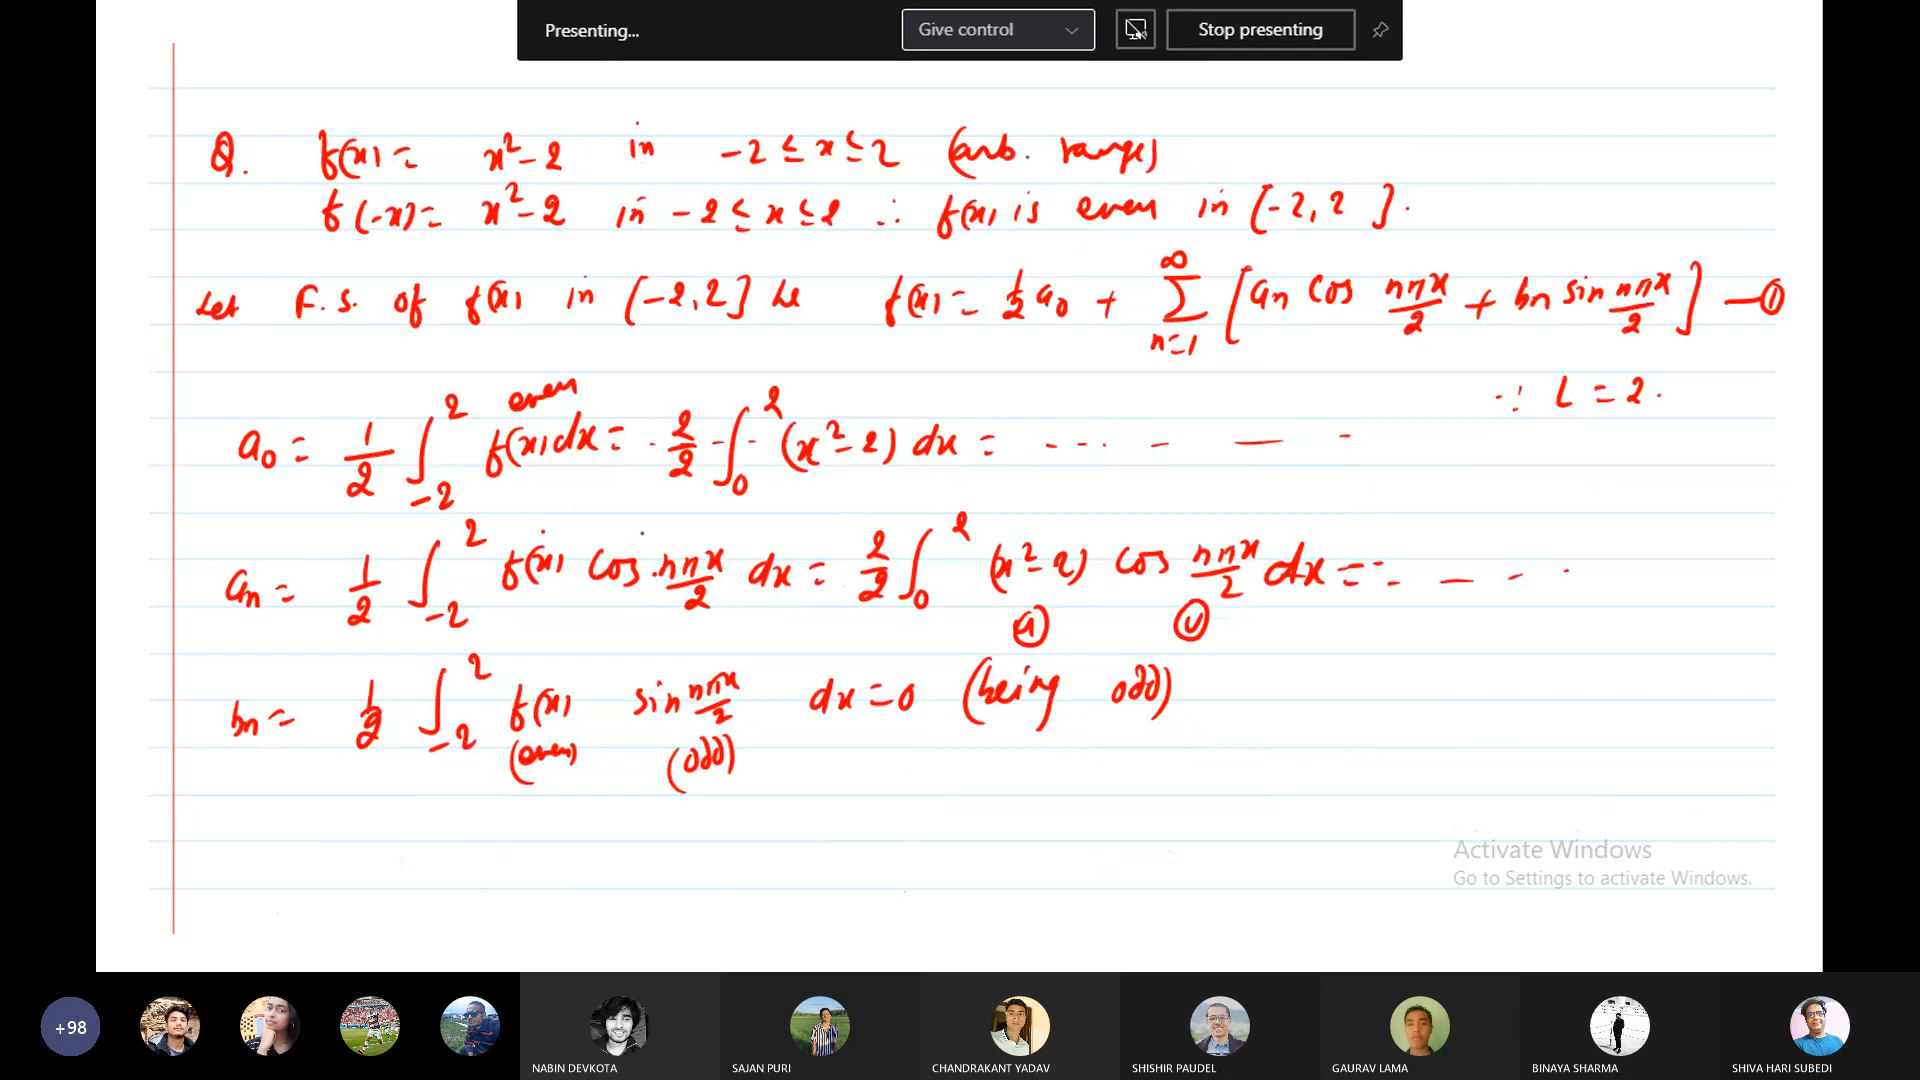 Presenting... Give control Stop presenting
Q. f(x) = x²-2 in -2 ≤ x ≤ 2 (arb. range)
f(-x) = x²-2 in -2 ≤ x ≤ 2 ∴ f(x) is even in [-2, 2].
Let F.S. of f(x) in [-2,2] be f(x) = 1/2 a₀ + ∑_{n=1}^{∞} [an cos nπx/2 + bn sin nπx/2] —①
∵ L = 2.
a₀ = 1/2 ∫_{-2}^{2} f(x)dx = 2/2 ∫_{0}^{2} (x²-2) dx = ....
even
an = 1/2 ∫_{-2}^{2} f(x) cos nπx/2 dx = 2/2 ∫_{0}^{2} (x²-2) cos nπx/2 dx = = - - .
bn = 1/2 ∫_{-2}^{2} f(x) sin nπx/2 dx = 0 (being odd)
(even) (odd)
Activate Windows
Go to Settings to activate Windows.
+98
NABIN DEVKOTA SAJAN PURI CHANDRAKANT YADAV SHISHIR PAUDEL GAURAV LAMA BINAYA SHARMA SHIVA HARI SUBEDI